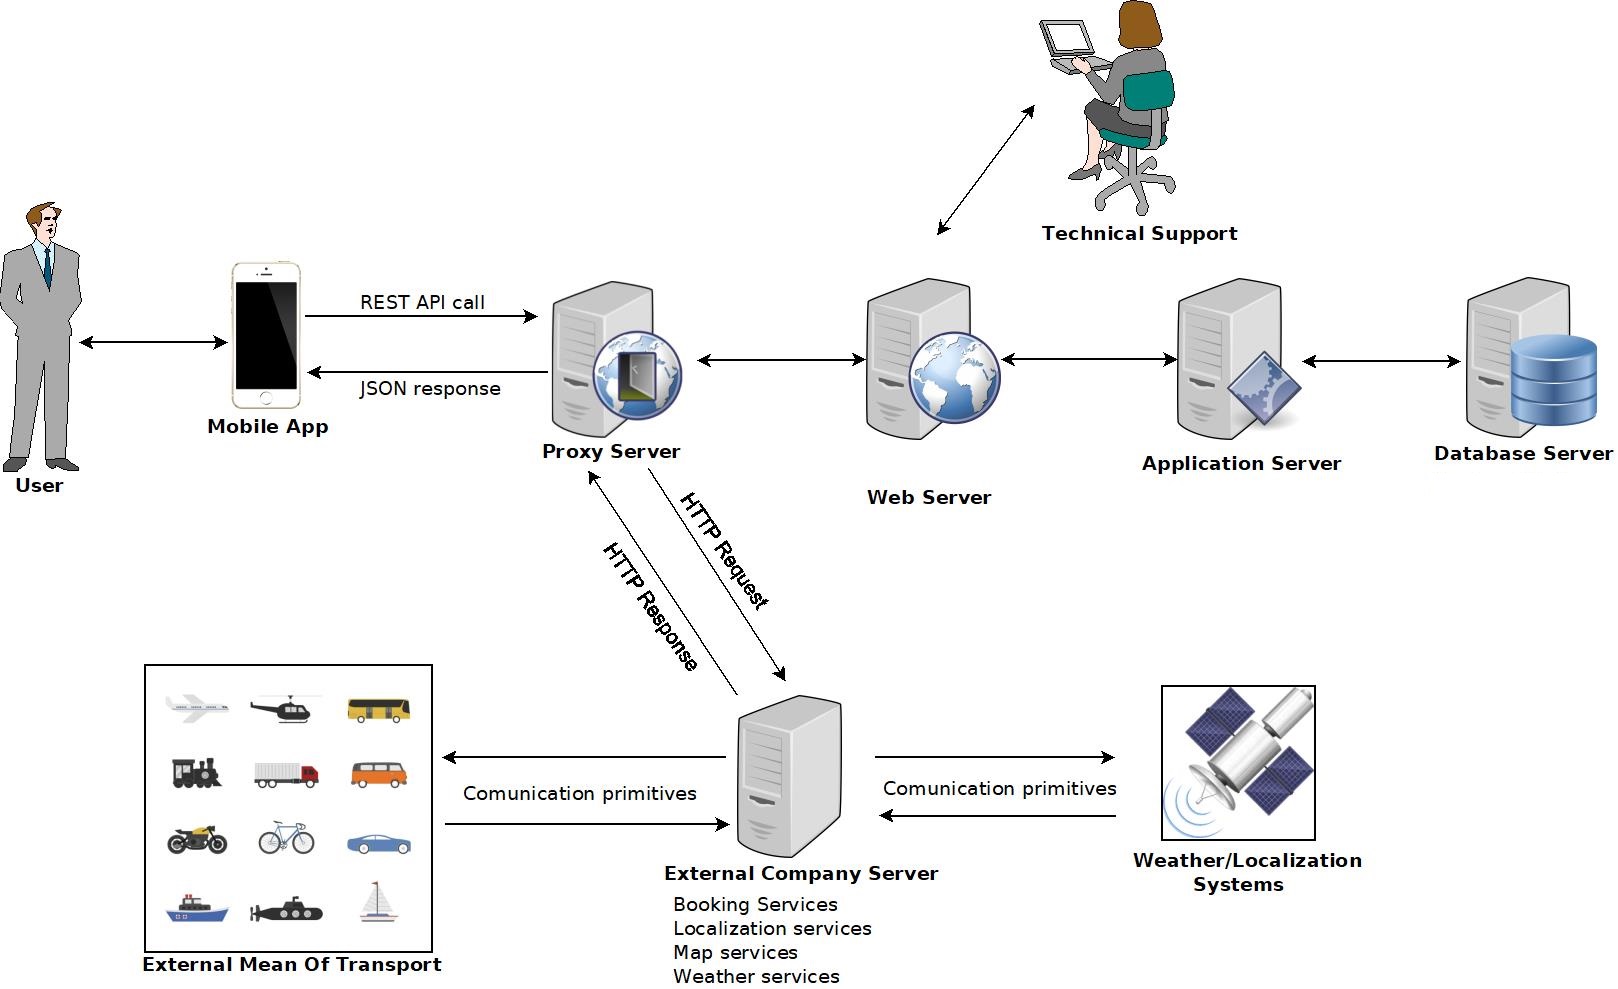 Technical Support
REST API call
JSON response
Mobile App
User
Proxy Server
Web Server
Application Server
Database Server
HTTP Request
HTTP Response
Comunication primitives
Comunication primitives
External Company Server
Booking Services
Localization services
Map services
Weather services
Weather/Localization
Systems
External Mean Of Transport